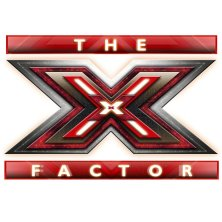 THE
X
FACTOR